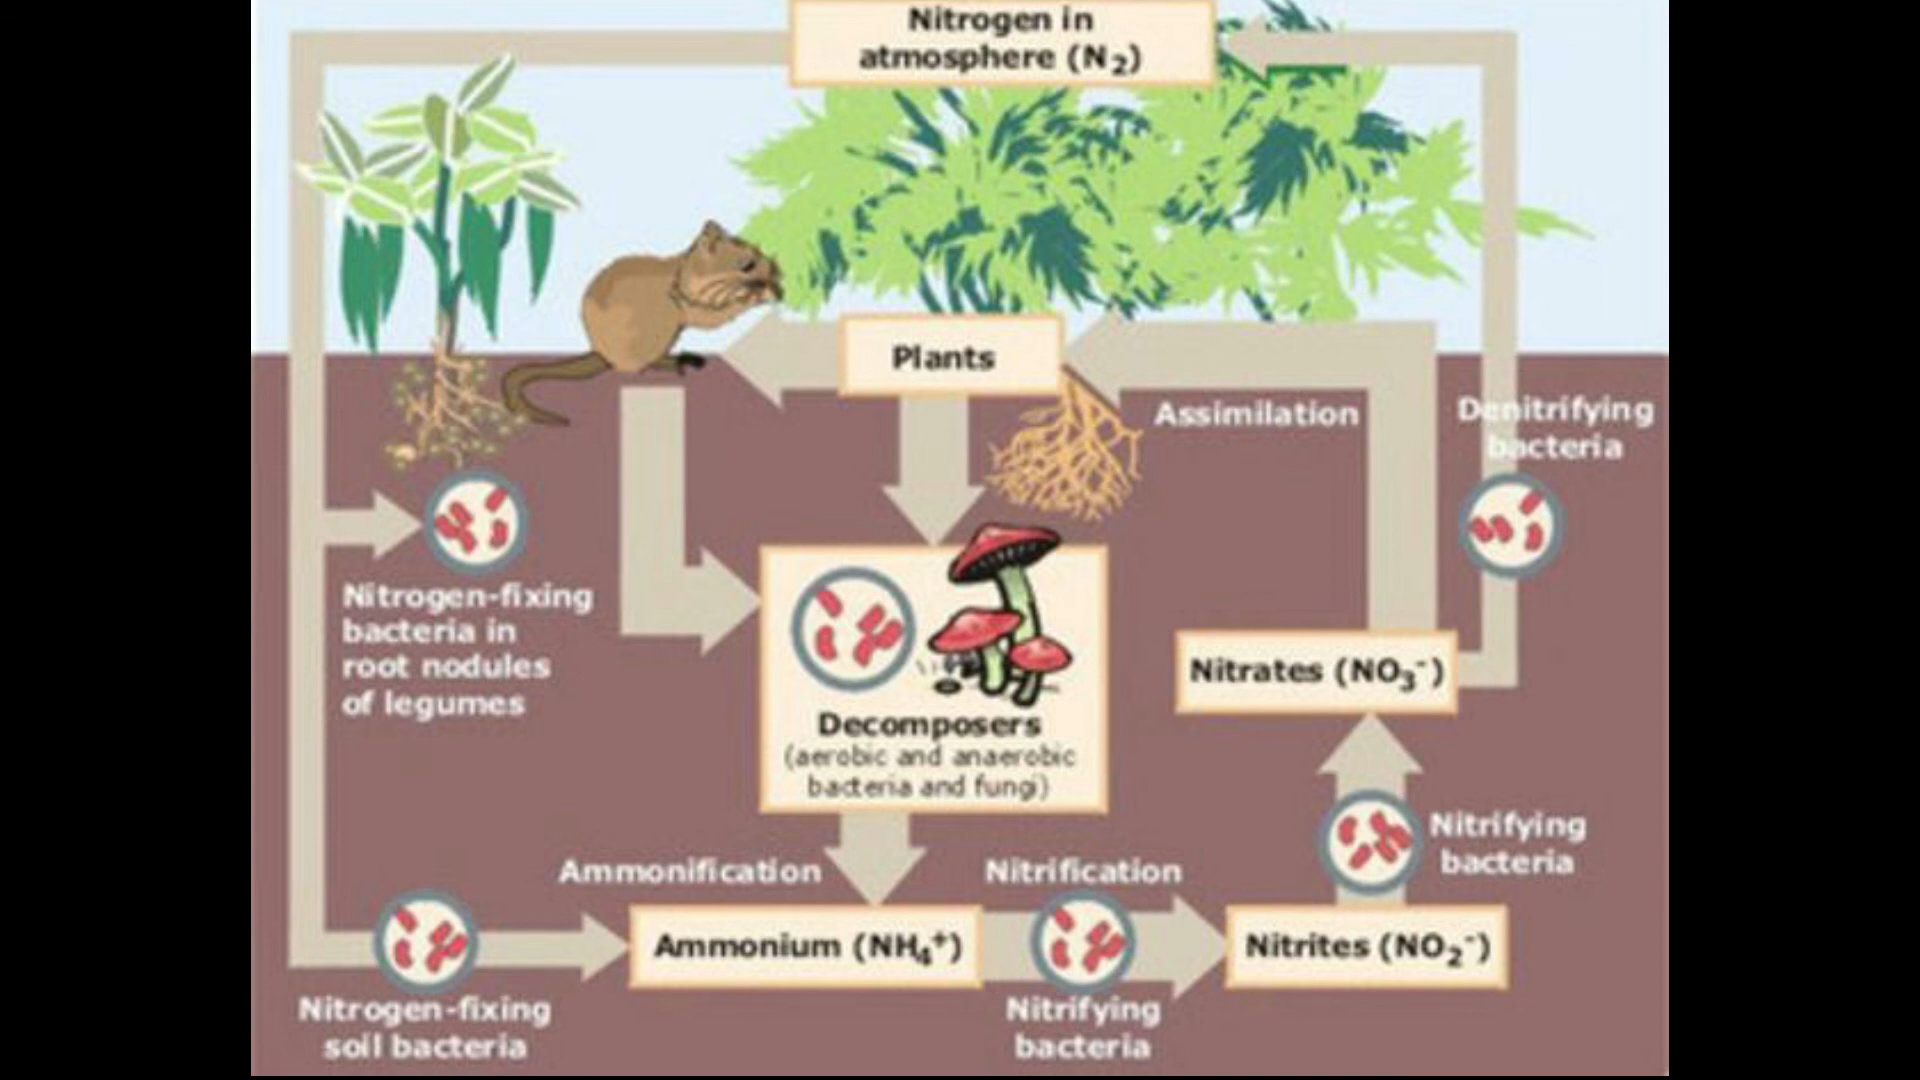 Nitrogen in
atmosphere (N₂)
Plants
Assimilation
Denitrifying
bacteria
Nitrogen-fixing
bacteria in
root nodules
of legumes
Decomposers
(aerobic and anaerobic
bacteria and fungi)
Nitrates (NO₃⁻)
Nitrifying
bacteria
Ammonification
Nitrification
Ammonium (NH₄⁺)
Nitrites (NO₂⁻)
Nitrogen-fixing
soil bacteria
Nitrifying
bacteria